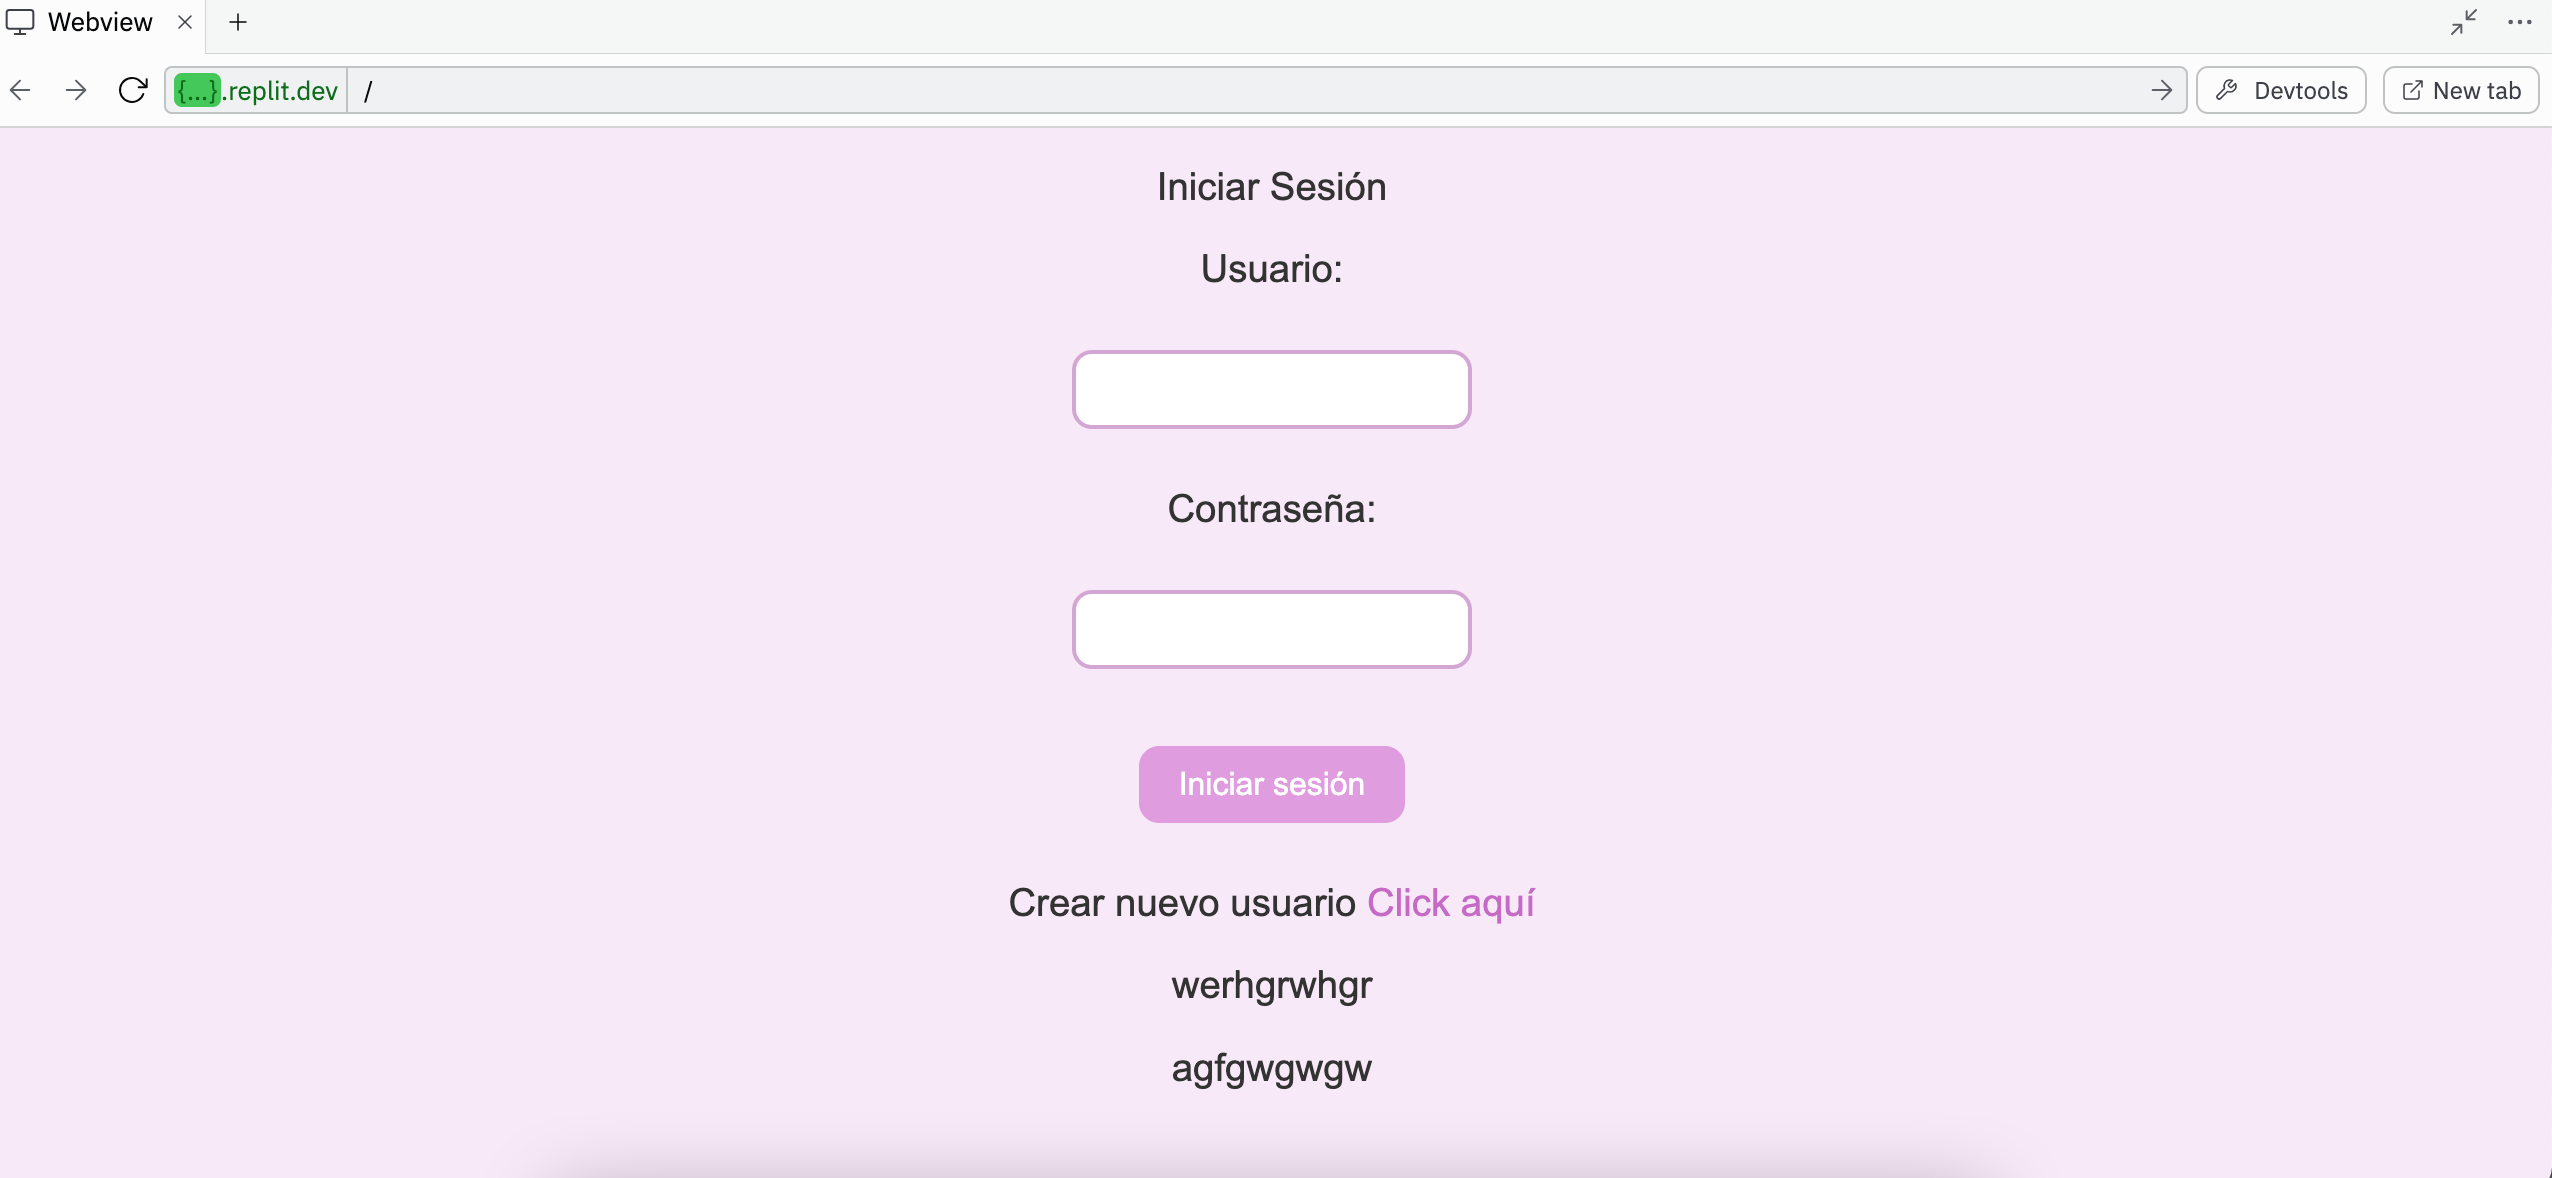 Webview
{...}.replit.dev /
Devtools
New tab
Iniciar Sesión
Usuario:
Contraseña:
Iniciar sesión
Crear nuevo usuario Click aquí
werhgrwhgr
agfgwgwgw